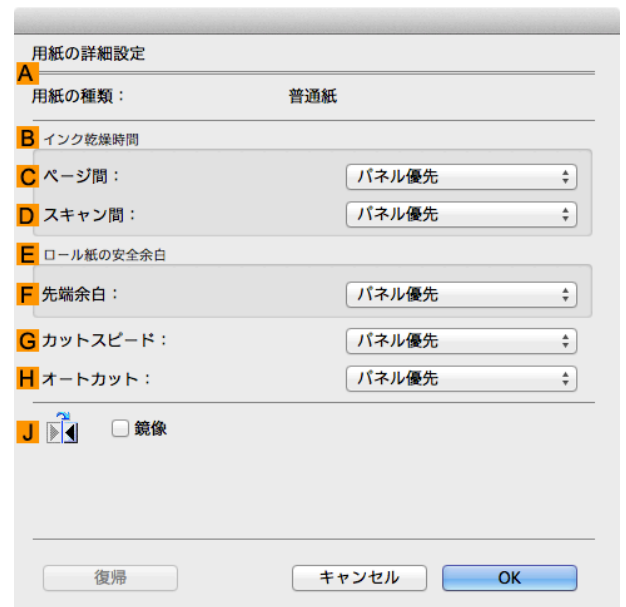 用紙の詳細設定
A
用紙の種類： 普通紙
B インク乾燥時間
C ページ間： パネル優先
D スキャン間： パネル優先
E ロール紙の安全余白
F 先端余白： パネル優先
G カットスピード： パネル優先
H オートカット： パネル優先
J 鏡像
復帰 キャンセル OK